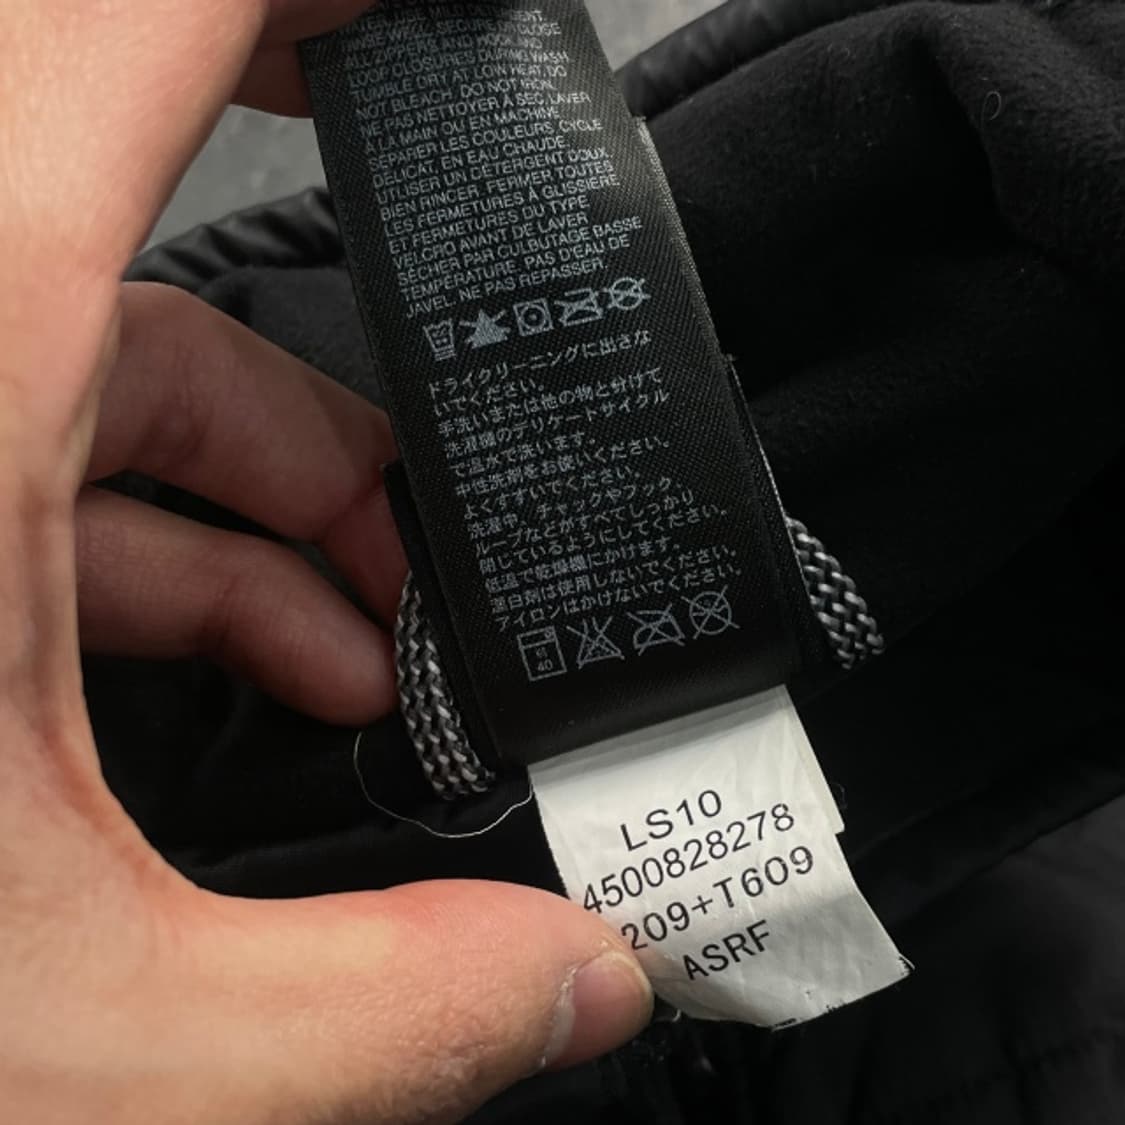 RINSE WELL. SECURELY CLOSE
ALL ZIPPERS AND HOOK AND
LOOP CLOSURES DURING WASH
TUMBLE DRY AT LOW HEAT, DO
NOT BLEACH, DO NOT IRON.
NE PAS NETTOYER À SEC, LAVER
À LA MAIN OU EN MACHINE
SÉPARER LES COULEURS, CYCLE
DÉLICAT, EN EAU CHAUDE.
UTILISER UN DÉTERGENT DOUX.
BIEN RINCER, FERMER TOUTES
LES FERMETURES À GLISSIÈRE
ET FERMETURES DU TYPE
VELCRO AVANT DE LAVER
SÉCHER PAR CULBUTAGE BASSE
TEMPÉRATURE, PAS D'EAU DE
JAVEL, NE PAS REPASSER.
ドライクリーニングに出さな
いでください。
手洗いまたは他の物と分けて
洗濯機のデリケートサイクル
で温水で洗います。
中性洗剤をお使いください。
よくすすいでください。
洗濯中、チャックやフック、
ループなどがすべてしっかり
閉じているようにしてください。
低温で乾燥機にかけます。
漂白剤は使用しないでください。
アイロンはかけないでください。
弱
40
LS10
4500828278
209+T609
ASRF